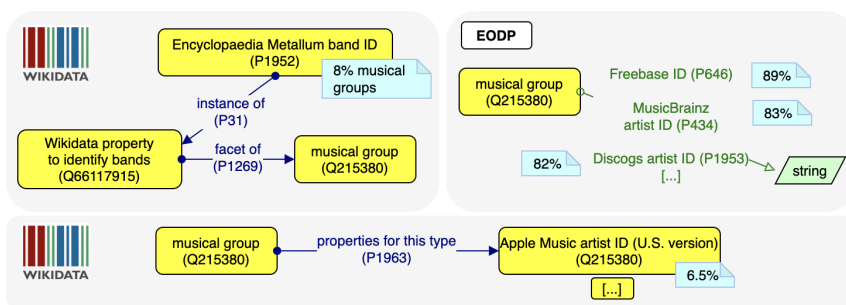 WIKIDATA
Encyclopaedia Metallum band ID
(P1952)
8% musical
groups
instance of
(P31)
Wikidata property
to identify bands
(Q66117915)
facet of
(P1269)
musical group
(Q215380)
EODP
musical group
(Q215380)
Freebase ID (P646)
89%
MusicBrainz
artist ID (P434)
83%
82%
Discogs artist ID (P1953)
[...]
string
WIKIDATA
musical group
(Q215380)
properties for this type
(P1963)
Apple Music artist ID (U.S. version)
(Q215380)
6.5%
[...]